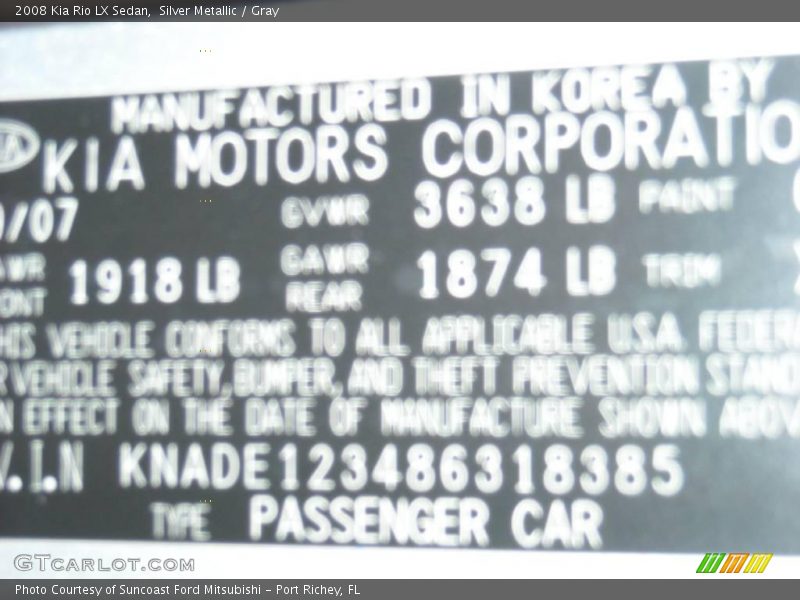 2008 Kia Rio LX Sedan, Silver Metallic / Gray
MANUFACTURED IN KOREA BY
KIA MOTORS CORPORATIO
/07 GVWR 3638 LB PAINT
1918 LB GAWR REAR 1874 LB TRIM
VEHICLE CONFORMS TO ALL APPLICABLE U.S.A. FEDERA
VEHICLE SAFETY, BUMPER, AND THEFT PREVENTION STAND
EFFECT ON THE DATE OF MANUFACTURE SHOWN ABOV
V.I.N KNADE123486318385
TYPE PASSENGER CAR
GTCARLOT.COM
Photo Courtesy of Suncoast Ford Mitsubishi – Port Richey, FL